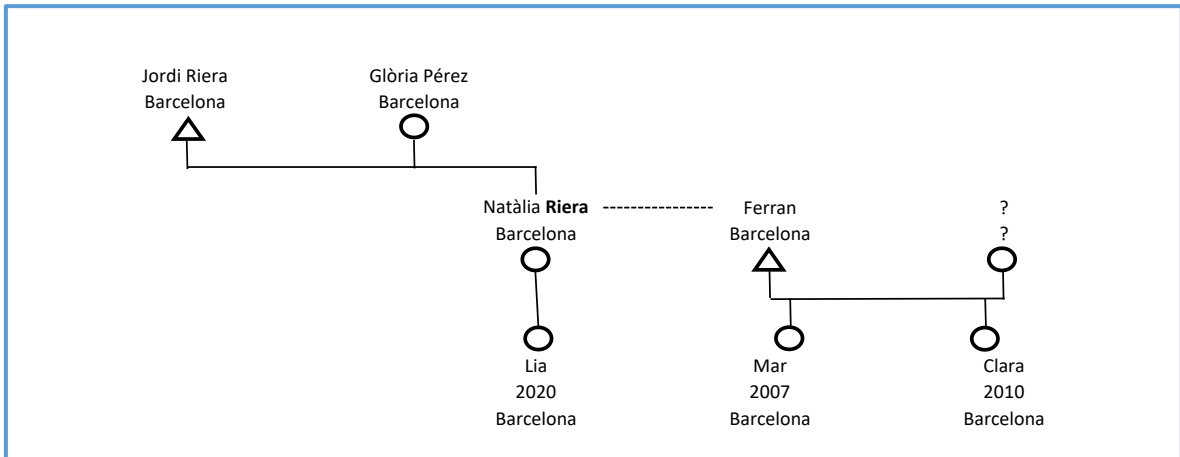 Jordi Riera
Barcelona
Glòria Pérez
Barcelona
Natàlia Riera ----------------
Barcelona
Ferran
Barcelona
?
?
Lia
2020
Barcelona
Mar
2007
Barcelona
Clara
2010
Barcelona